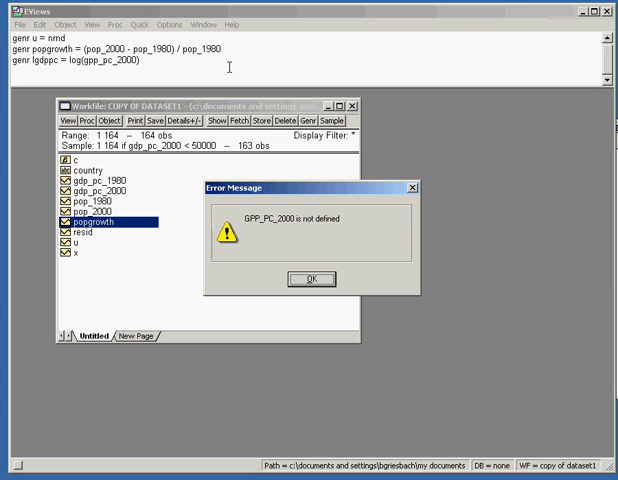 EViews
File Edit Object View Proc Quick Options Window Help
genr u = nrnd
genr popgrowth = (pop_2000 - pop_1980) / pop_1980
genr lgdppc = log(gpp_pc_2000)
Workfile: COPY OF DATASET1 - (c:\documents and settings
View Proc Object Print Save Details+/- Show Fetch Store Delete Genr Sample
Range: 1 164 -- 164 obs Display Filter: *
Sample: 1 164 if gdp_pc_2000 < 50000 -- 163 obs
c
abc country
gdp_pc_1980
gdp_pc_2000
pop_1980
pop_2000
popgrowth
resid
u
x
Untitled New Page
Error Message
GPP_PC_2000 is not defined
OK
Path = c:\documents and settings\bgriesbach\my documents DB = none WF = copy of dataset1